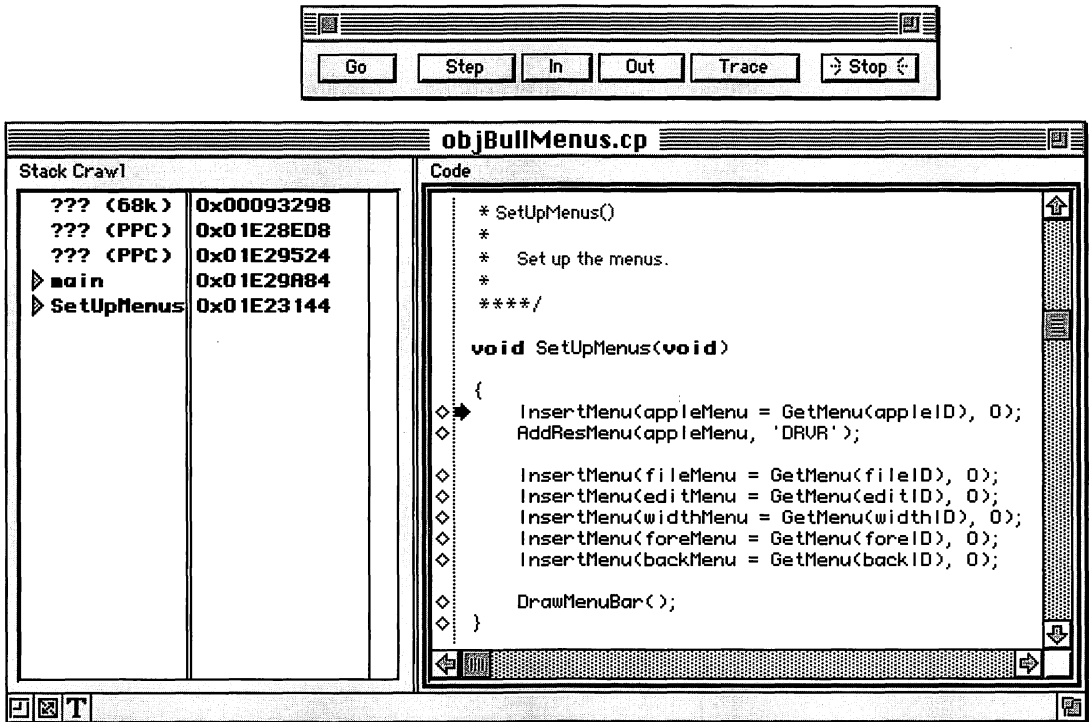 Go Step In Out Trace Stop
objBullMenus.cp
Stack Crawl
??? (68k) 0x00093298
??? (PPC) 0x01E28ED8
??? (PPC) 0x01E29524
main 0x01E29A84
SetUpMenus 0x01E23144
Code
* SetUpMenus()
*
* Set up the menus.
*
****/
void SetUpMenus(void)
{
InsertMenu(appleMenu = GetMenu(appleID), 0);
AddResMenu(appleMenu, 'DRVR');
InsertMenu(fileMenu = GetMenu(fileID), 0);
InsertMenu(editMenu = GetMenu(editID), 0);
InsertMenu(widthMenu = GetMenu(widthID), 0);
InsertMenu(foreMenu = GetMenu(foreID), 0);
InsertMenu(backMenu = GetMenu(backID), 0);
DrawMenuBar();
}
T